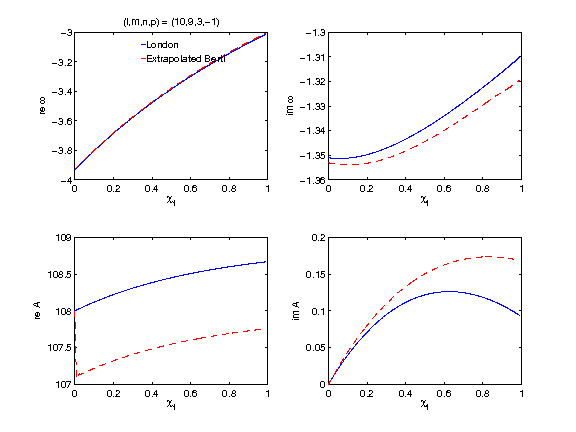 (l,m,n,p) = (10,9,3,−1)
London
Extrapolated Berti
−3
−3.2
−3.4
−3.6
−3.8
−4
re ω
0 0.2 0.4 0.6 0.8 1
χf
−1.3
−1.31
−1.32
−1.33
−1.34
−1.35
−1.36
im ω
0 0.2 0.4 0.6 0.8 1
χf
109
108.5
108
107.5
107
re A
0 0.2 0.4 0.6 0.8 1
χf
0.2
0.15
0.1
0.05
0
im A
0 0.2 0.4 0.6 0.8 1
χf